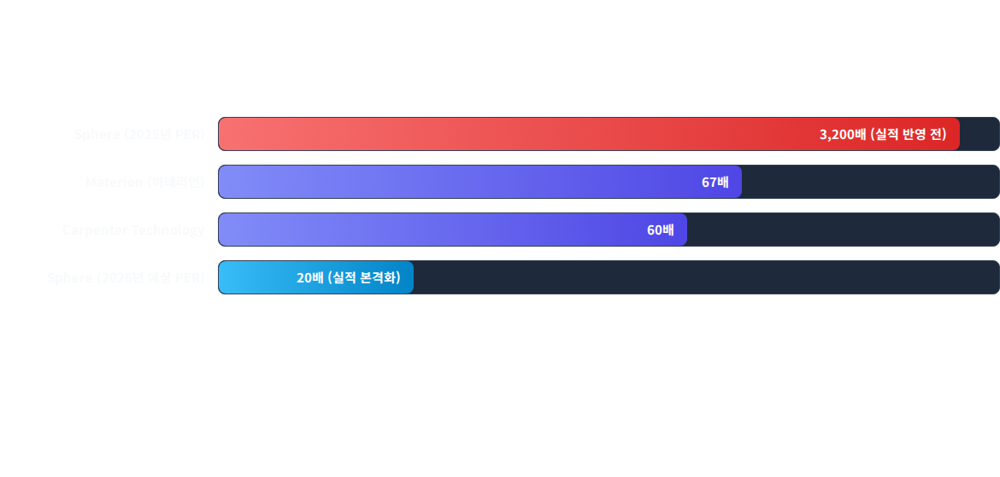 Sphere (2025년 PER)
3,200배 (실적 반영 전)
Materion (미테리언)
67배
Carpenter Technology
60배
Sphere (2026년 예상 PER)
20배 (실적 본격화)